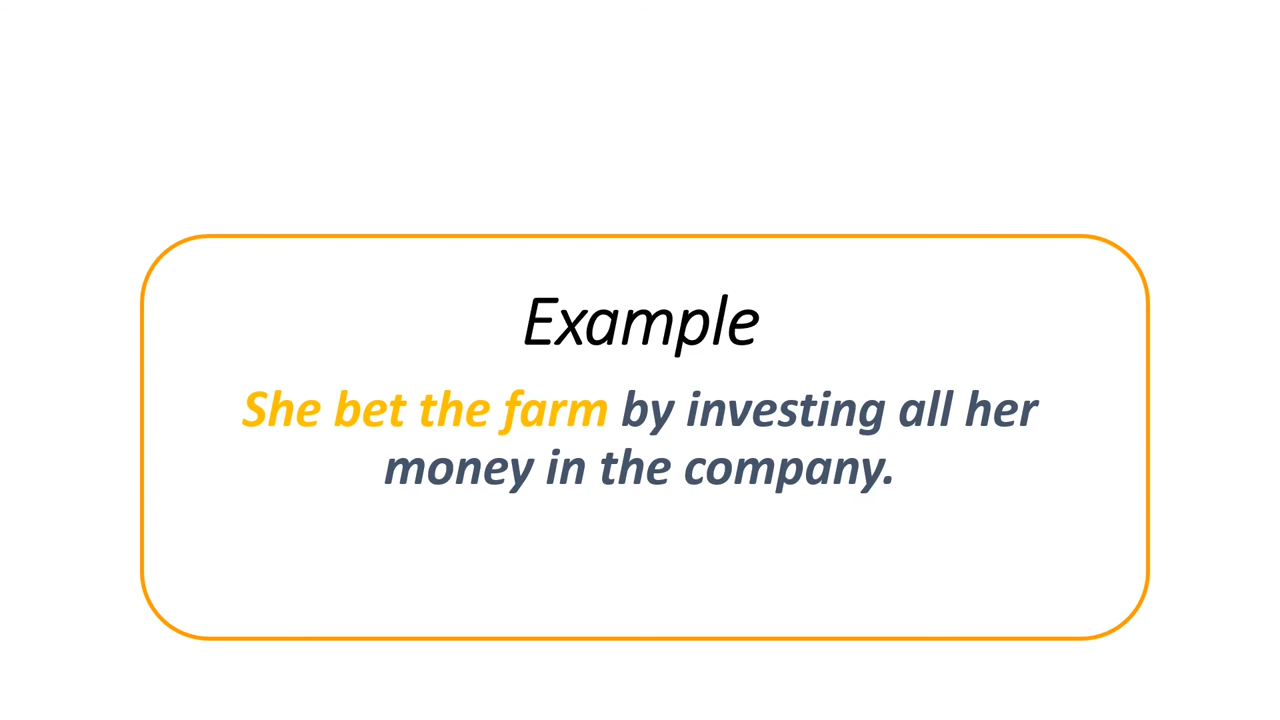 Example
She bet the farm by investing all her
money in the company.